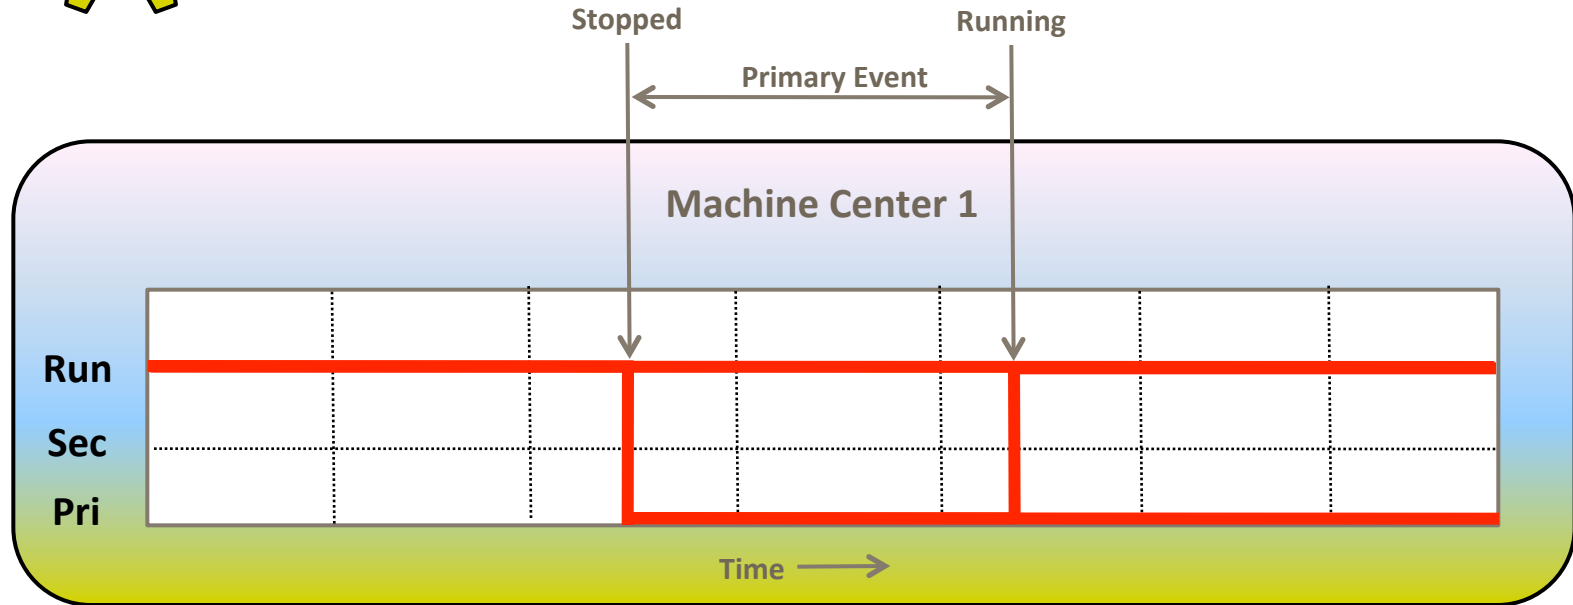 Stopped
Running
Primary Event
Machine Center 1
Run
Sec
Pri
Time